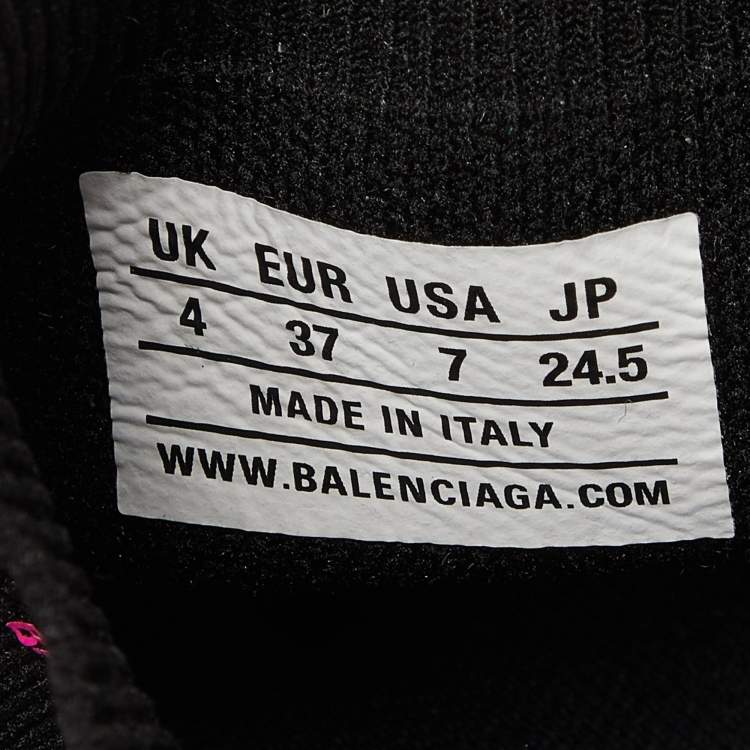 UK EUR USA JP
4 37 7 24.5
MADE IN ITALY
WWW.BALENCIAGA.COM